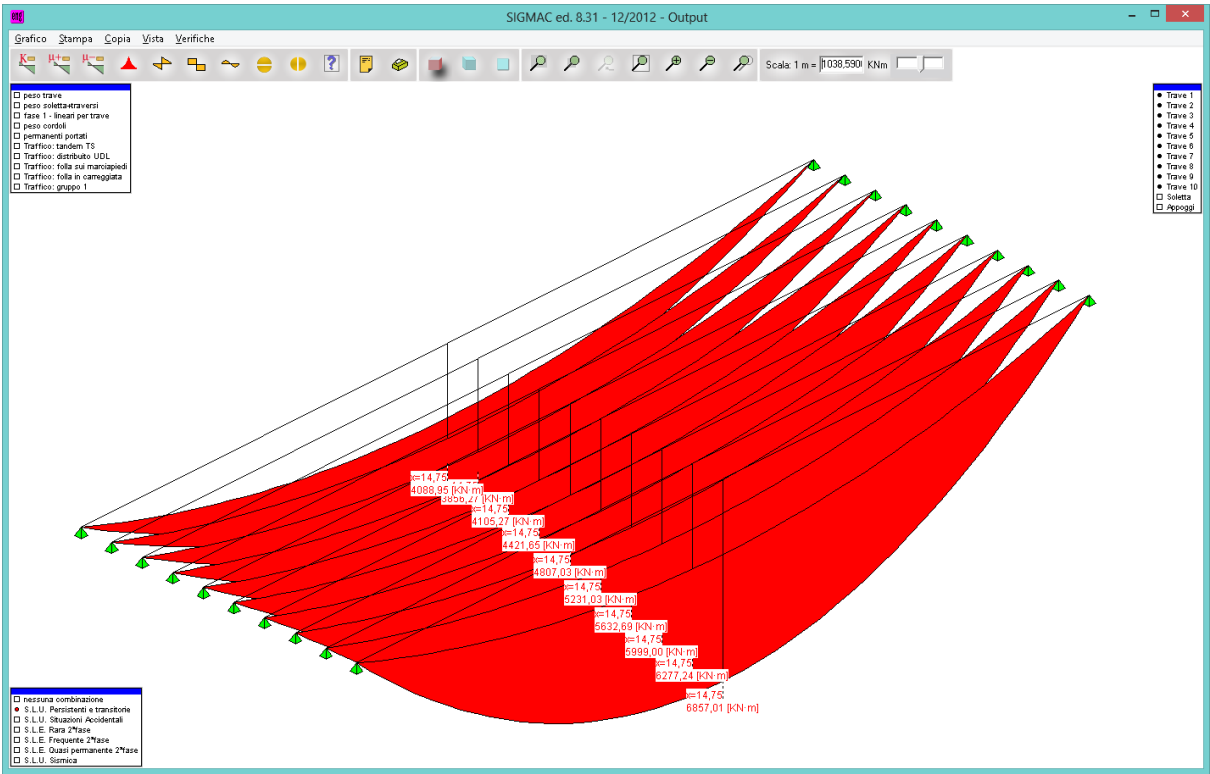 SIGMAC ed. 8.31 - 12/2012 - Output
Grafico Stampa Copia Vista Verifiche
K μ+ μ- Scala: 1 m = 1038,590 KNm
peso trave
peso soletta+traversi
fase 1 - lineari per trave
peso cordoli
permanenti portati
Traffico: tandem TS
Traffico: distribuito UDL
Traffico: folla sui marciapiedi
Traffico: folla in carreggiata
Traffico: gruppo 1
Trave 1
Trave 2
Trave 3
Trave 4
Trave 5
Trave 6
Trave 7
Trave 8
Trave 9
Trave 10
Soletta
Appoggi
x=14,75
4088,95 [KN·m]
3856,27 [KN·m]
x=14,75
4105,27 [KN·m]
x=14,75
4421,65 [KN·m]
x=14,75
4807,03 [KN·m]
x=14,75
5231,03 [KN·m]
x=14,75
5632,69 [KN·m]
x=14,75
5999,00 [KN·m]
x=14,75
6277,24 [KN·m]
x=14,75
6857,01 [KN·m]
nessuna combinazione
S.L.U. Persistenti e transitorie
S.L.U. Situazioni Accidentali
S.L.E. Rara 2ªfase
S.L.E. Frequente 2ªfase
S.L.E. Quasi permanente 2ªfase
S.L.U. Sismica